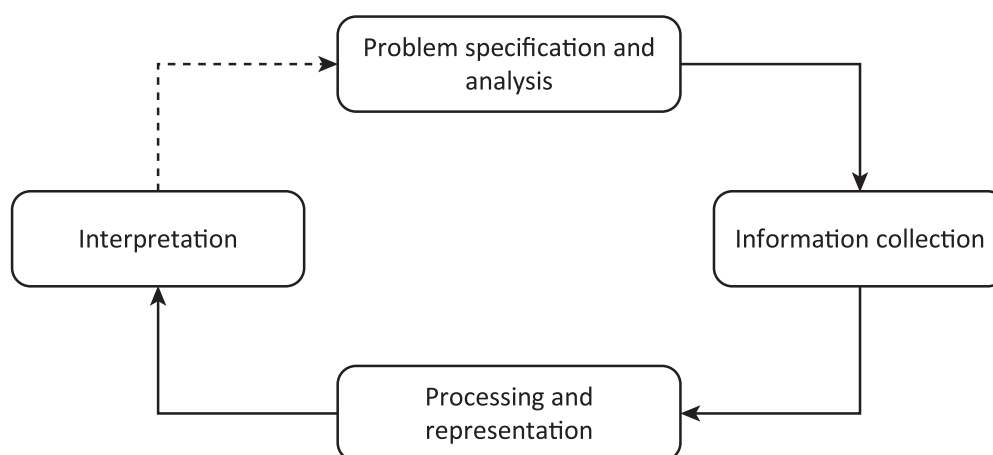 Problem specification and
analysis
Interpretation
Information collection
Processing and
representation